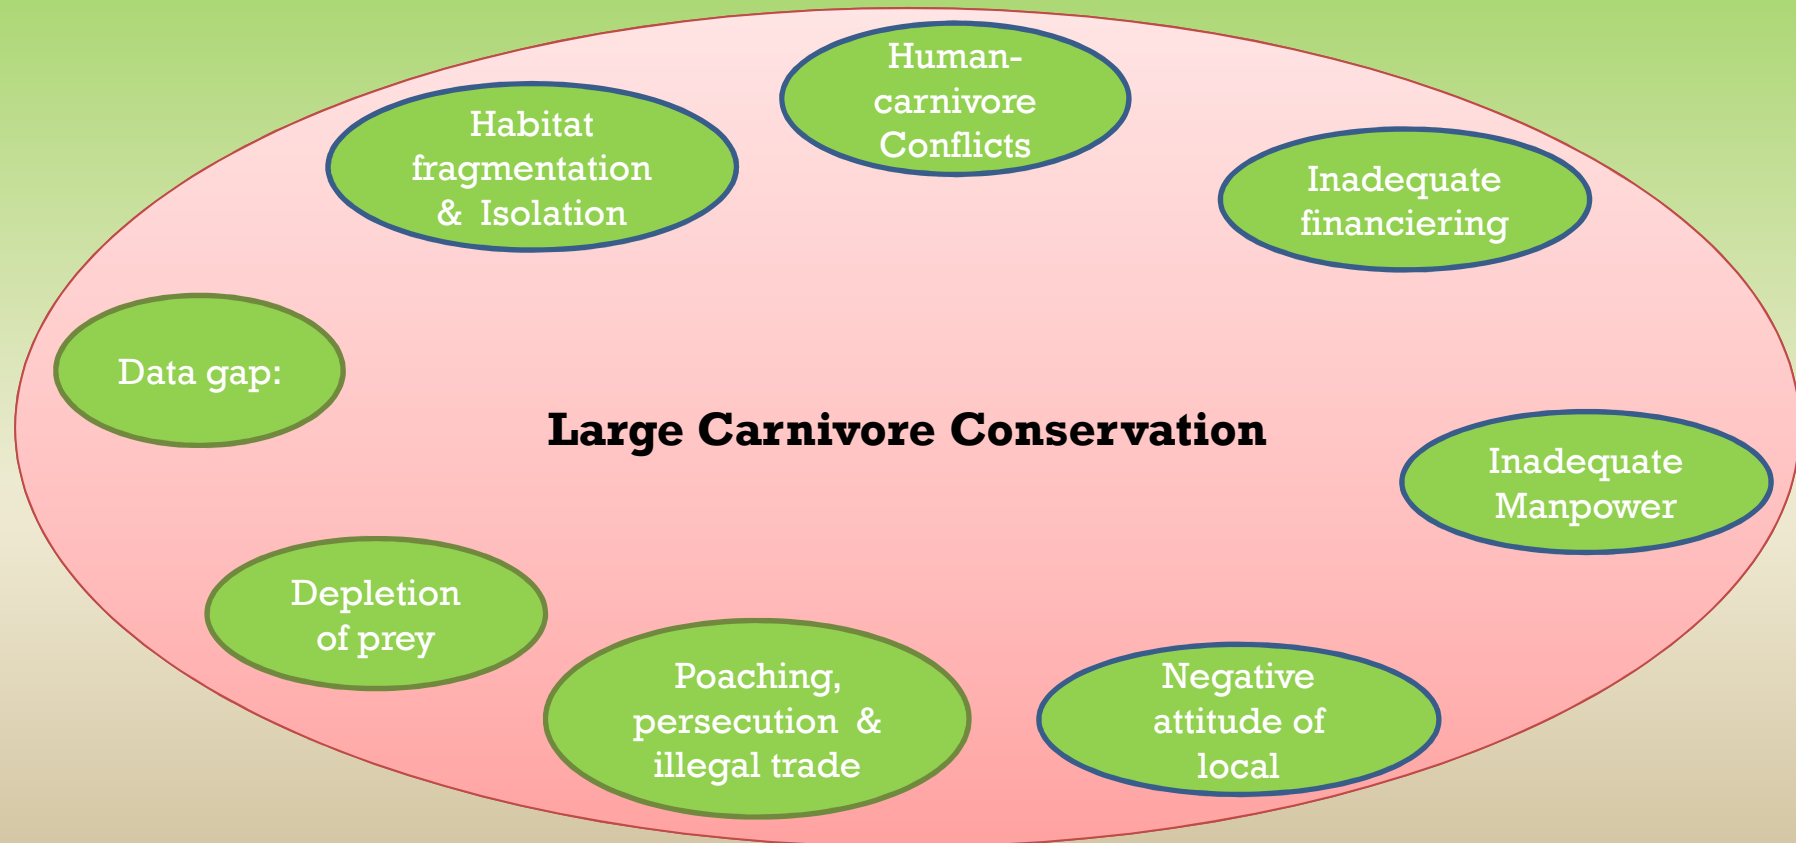 Human-
carnivore
Conflicts
Habitat
fragmentation
&  Isolation
Inadequate
financiering
Data gap:
Large Carnivore Conservation
Inadequate
Manpower
Depletion
of prey
Poaching,
persecution  &
illegal trade
Negative
attitude of
local